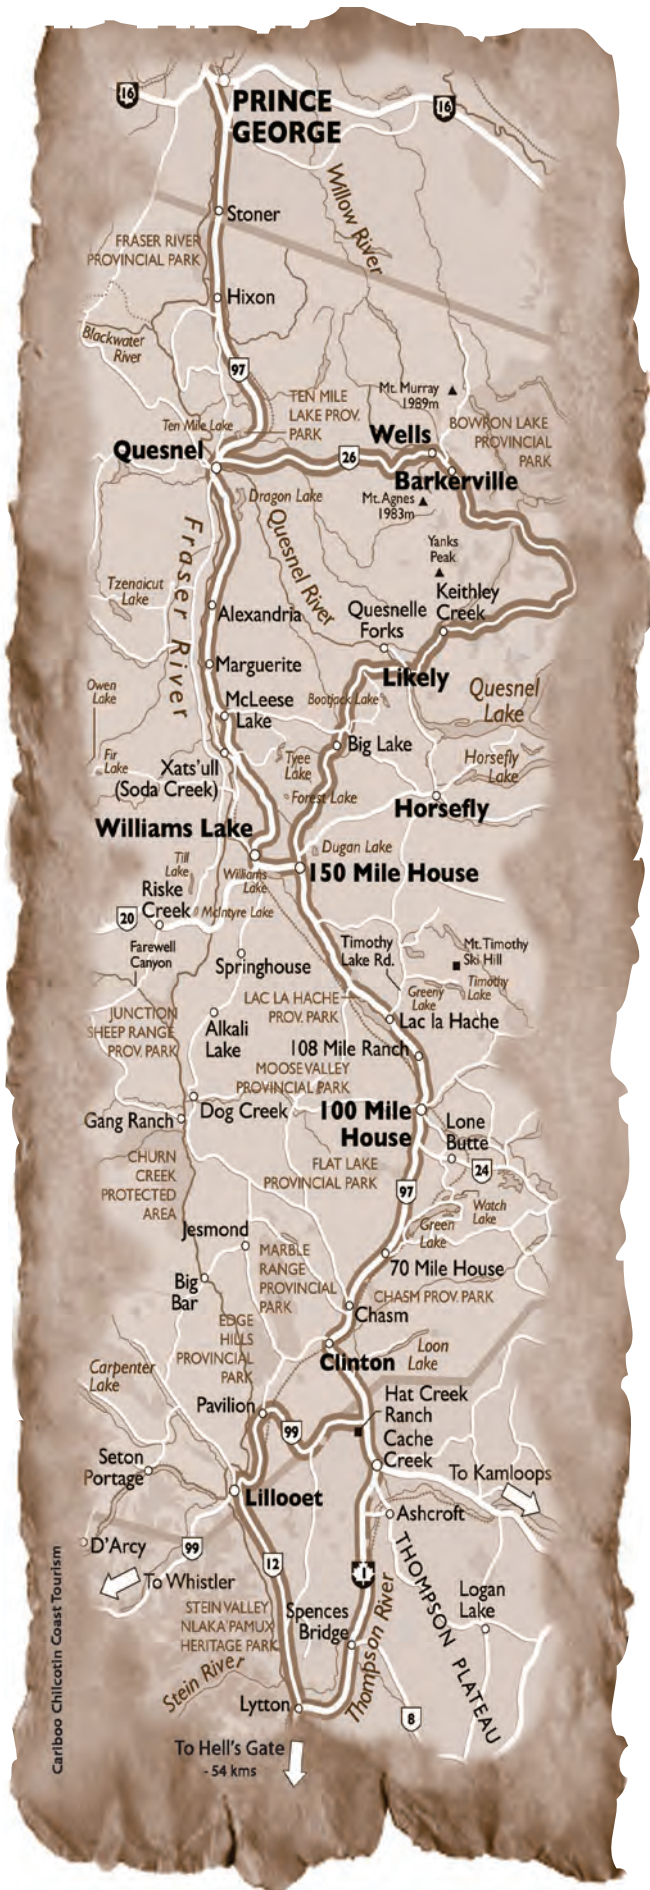 16
PRINCE
GEORGE
16
Willow River
Stoner
FRASER RIVER
PROVINCIAL PARK
Hixon
Blackwater
River
97
Mt. Murray
1989m
TEN MILE
LAKE PROV.
PARK
Ten Mile Lake
BOWRON LAKE
PROVINCIAL
PARK
Wells
Quesnel
26
Barkerville
Dragon Lake
Mt. Agnes
1983m
Fraser River
Quesnel River
Yanks
Peak
Tzenaicut
Lake
Keithley
Creek
Alexandria
Quesnelle
Forks
Marguerite
Likely
Owen
Lake
McLeese
Lake
Bootjack Lake
Quesnel
Lake
Big Lake
Fir
Lake
Xats'ull
(Soda Creek)
Tyee
Lake
Horsefly
Lake
Forest Lake
Horsefly
Williams Lake
Dugan Lake
Till
Lake
Williams
Lake
150 Mile House
Riske
Creek
McIntyre Lake
20
Farewell
Canyon
Springhouse
Timothy
Lake Rd.
Mt. Timothy
Ski Hill
Greeny
Lake
Timothy
Lake
LAC LA HACHE
PROV. PARK
JUNCTION
SHEEP RANGE
PROV. PARK
Alkali
Lake
Lac la Hache
108 Mile Ranch
MOOSE VALLEY
PROVINCIAL PARK
Gang Ranch
Dog Creek
100 Mile
House
Lone
Butte
CHURN
CREEK
PROTECTED
AREA
FLAT LAKE
PROVINCIAL PARK
24
97
Watch
Lake
Green
Lake
Jesmond
MARBLE
RANGE
PROVINCIAL
PARK
70 Mile House
Big
Bar
CHASM PROV. PARK
Chasm
EDGE
HILLS
PROVINCIAL
PARK
Clinton
Loon
Lake
Carpenter
Lake
Hat Creek
Ranch
Pavilion
99
Cache
Creek
Seton
Portage
To Kamloops
Lillooet
Ashcroft
D'Arcy
99
12
1
To Whistler
THOMPSON PLATEAU
Logan
Lake
STEIN VALLEY
NLAKA'PAMUX
HERITAGE PARK
Spences
Bridge
Thompson River
Stein River
Lytton
8
To Hell's Gate
- 54 kms
Cariboo Chilcotin Coast Tourism